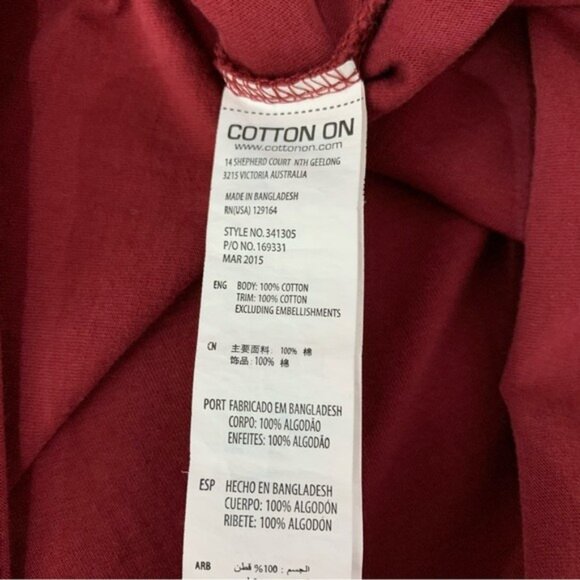 COTTON ON
www.cottonon.com
14 SHEPHERD COURT NTH GEELONG
3215 VICTORIA AUSTRALIA
MADE IN BANGLADESH
RN(USA) 129164
STYLE NO. 341305
P/O NO. 169331
MAR 2015
ENG BODY: 100% COTTON
TRIM: 100% COTTON
EXCLUDING EMBELLISHMENTS
CN 主要面料: 100% 棉
饰品: 100% 棉
PORT FABRICADO EM BANGLADESH
CORPO: 100% ALGODÃO
ENFEITES: 100% ALGODÃO
ESP HECHO EN BANGLADESH
CUERPO: 100% ALGODÓN
RIBETE: 100% ALGODÓN
ARB الجسم : 100% قطن